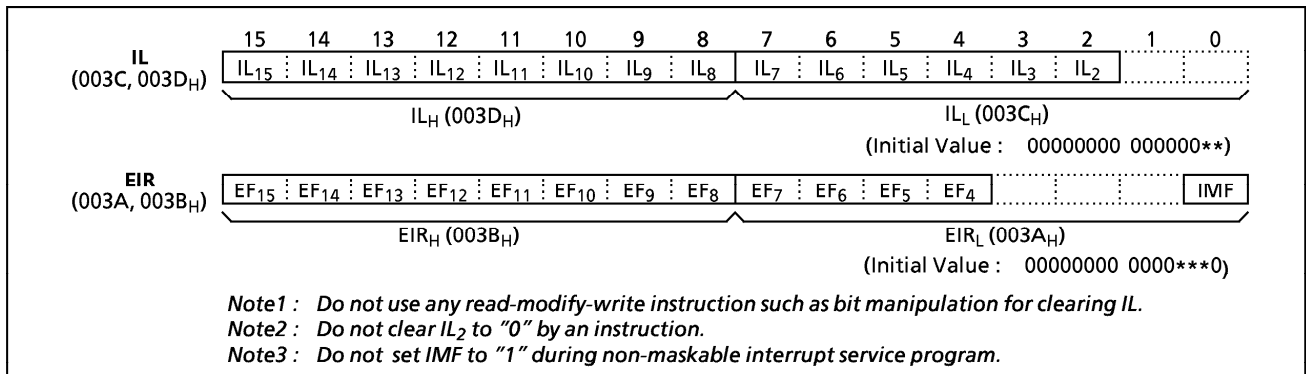 15 14 13 12 11 10 9 8 7 6 5 4 3 2 1 0
IL
(003C, 003DH)
IL15 IL14 IL13 IL12 IL11 IL10 IL9 IL8 IL7 IL6 IL5 IL4 IL3 IL2
ILH (003DH) ILL (003CH)
(Initial Value : 00000000 000000**)
EIR
(003A, 003BH)
EF15 EF14 EF13 EF12 EF11 EF10 EF9 EF8 EF7 EF6 EF5 EF4 IMF
EIRH (003BH) EIRL (003AH)
(Initial Value : 00000000 0000***0)
Note1 : Do not use any read-modify-write instruction such as bit manipulation for clearing IL.
Note2 : Do not clear IL2 to "0" by an instruction.
Note3 : Do not set IMF to "1" during non-maskable interrupt service program.